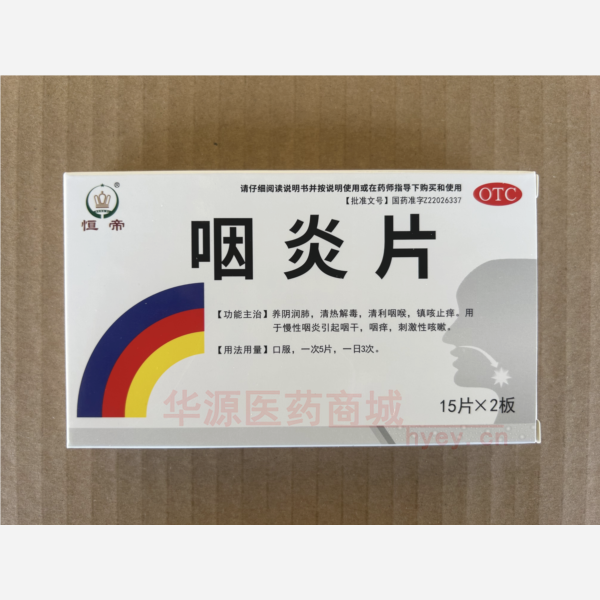 请仔细阅读说明书并按说明使用或在药师指导下购买和使用
OTC
【批准文号】国药准字Z22026337
恒帝
®
咽炎片
【功能主治】养阴润肺，清热解毒，清利咽喉，镇咳止痒。用
于慢性咽炎引起咽干，咽痒，刺激性咳嗽。
【用法用量】口服，一次5片，一日3次。
华源医药商城
15片×2板
hyey.cn